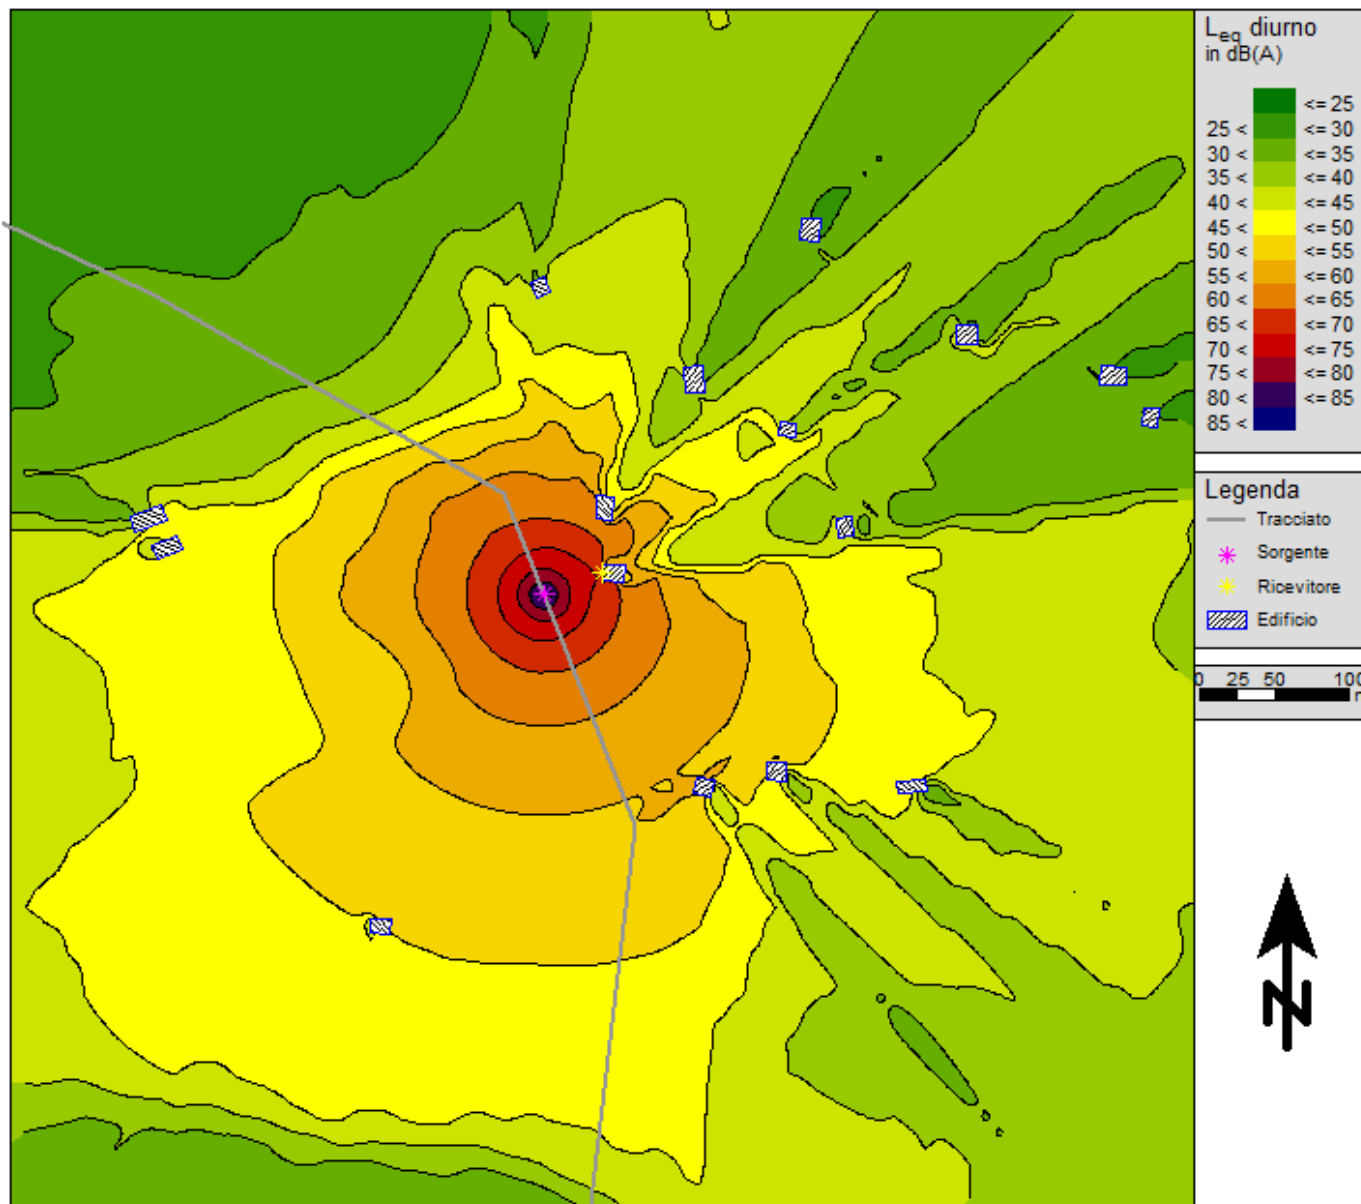 Leq diurno
in dB(A)
<= 25
25 < <= 30
30 < <= 35
35 < <= 40
40 < <= 45
45 < <= 50
50 < <= 55
55 < <= 60
60 < <= 65
65 < <= 70
70 < <= 75
75 < <= 80
80 < <= 85
85 <
Legenda
Tracciato
Sorgente
Ricevitore
Edificio
0 25 50 100
N